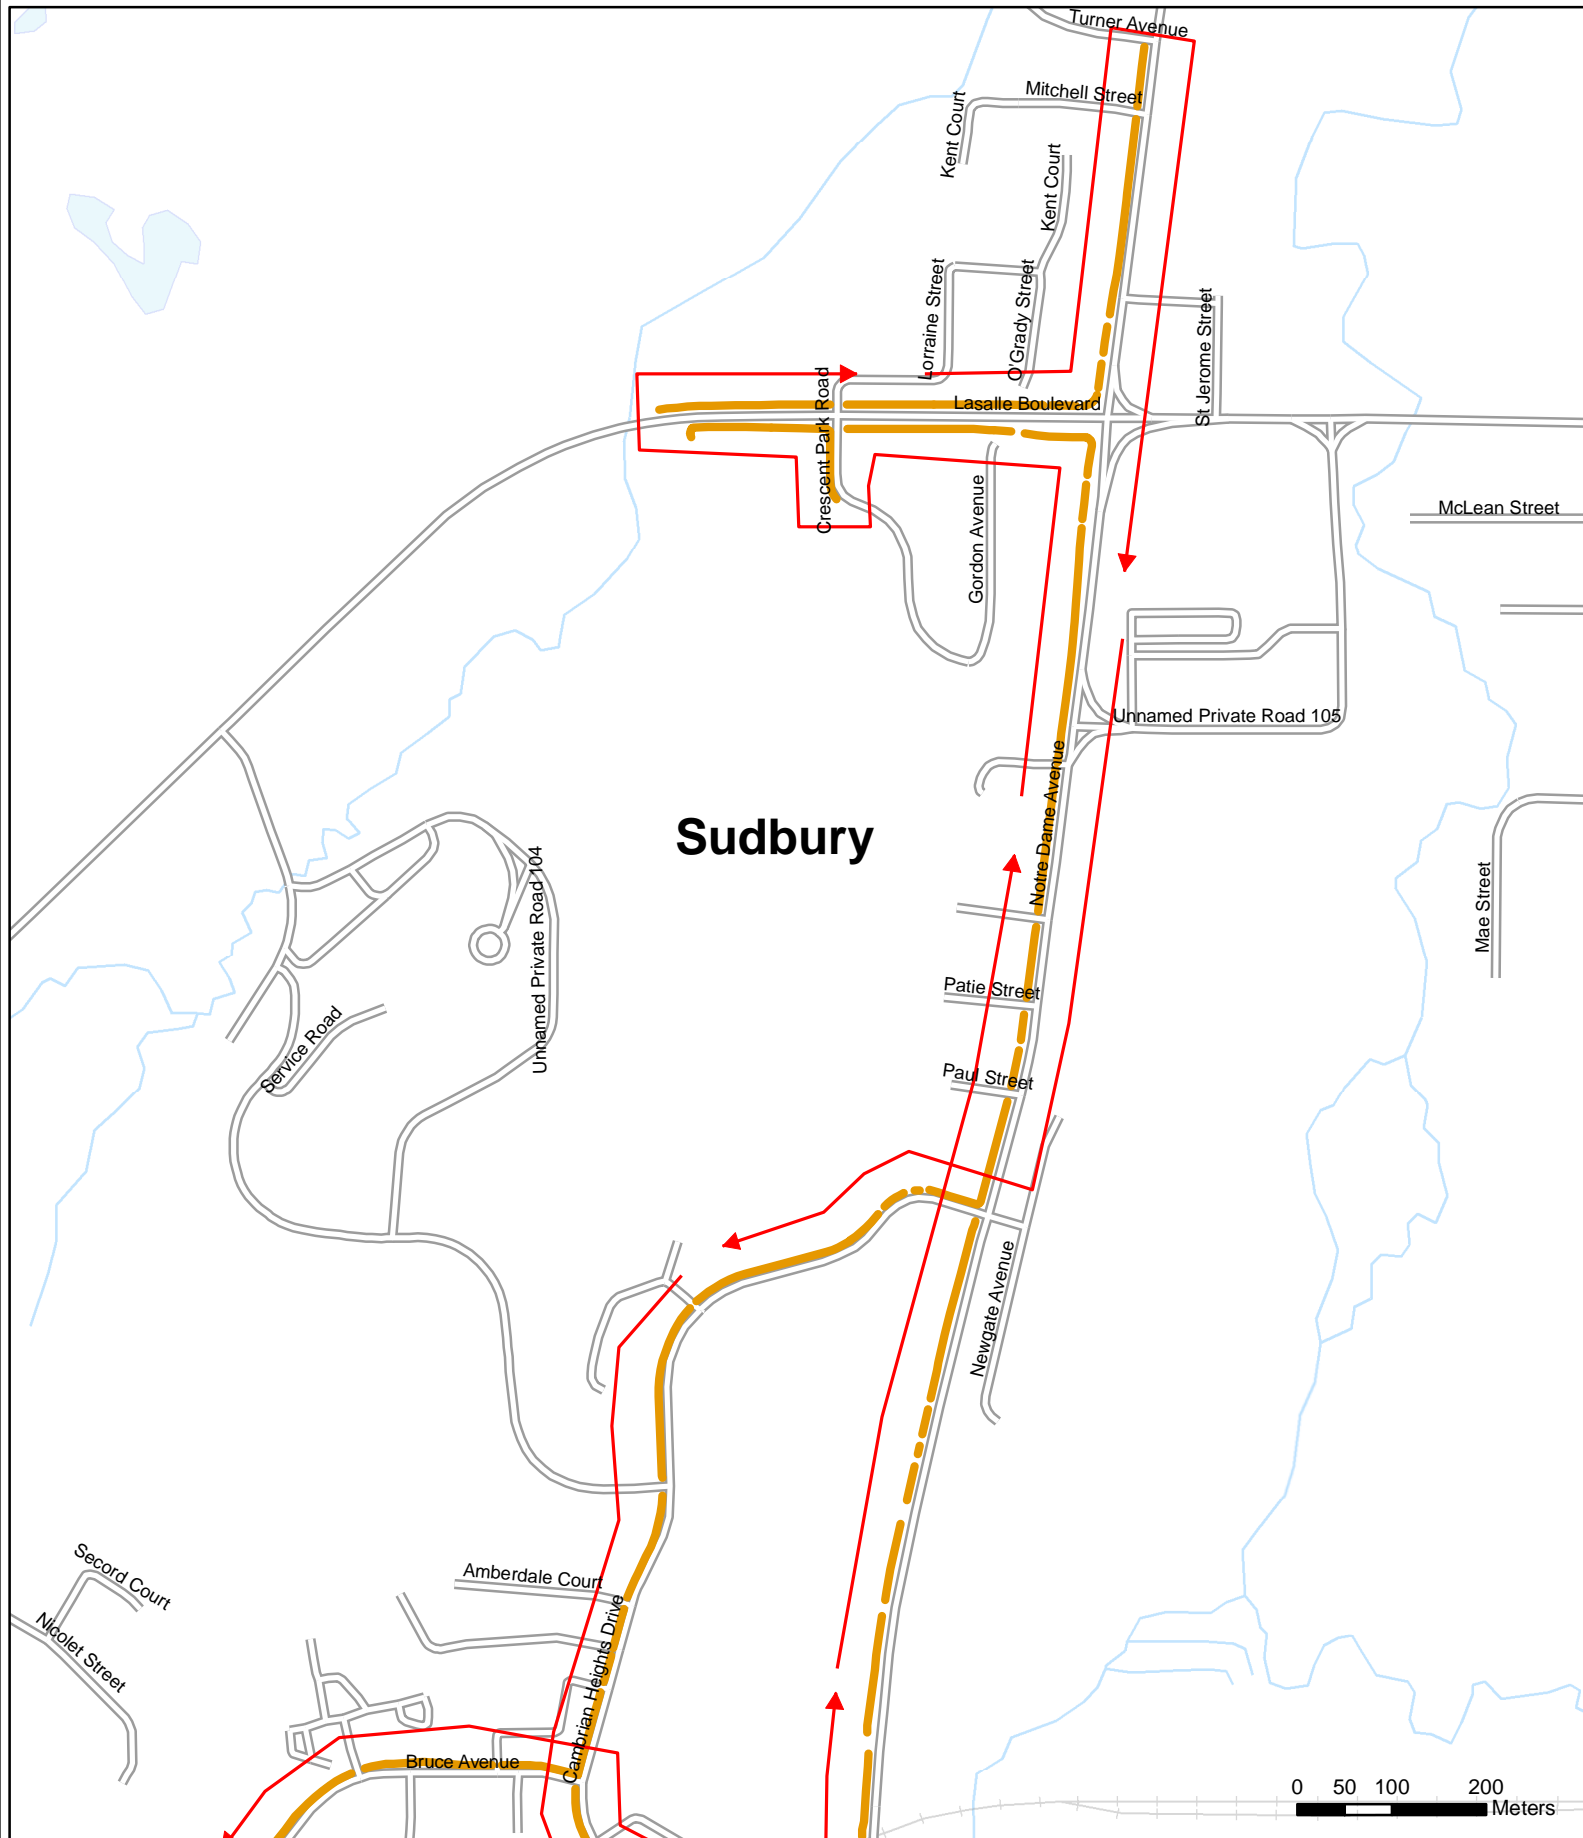 Turner Avenue
Mitchell Street
Kent Court
Kent Court
Lorraine Street
O'Grady Street
St Jerome Street
Crescent Park Road
Lasalle Boulevard
Gordon Avenue
McLean Street
Unnamed Private Road 105
Notre Dame Avenue
Sudbury
Unnamed Private Road 104
Mae Street
Patie Street
Service Road
Paul Street
Newgate Avenue
Secord Court
Amberdale Court
Nicolet Street
Cambrian Heights Drive
Bruce Avenue
0 50 100 200
Meters